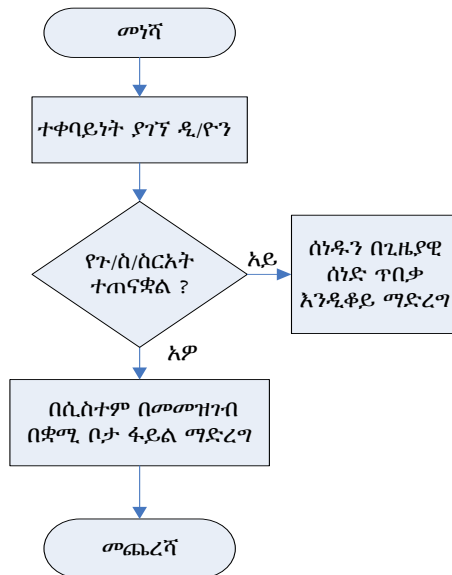 መነሻ
ተቀባይነት ያገኘ ዲ/ዮን
የጉ/ስ/ስርአት
ተጠናቋል ?
አይ
ሰነዱን በጊዜያዊ
ሰነድ ጥበቃ
እንዲቆይ ማድረግ
አዎ
በሲስተም በመመዝገብ
በቋሚ ቦታ ፋይል ማድረግ
መጨረሻ